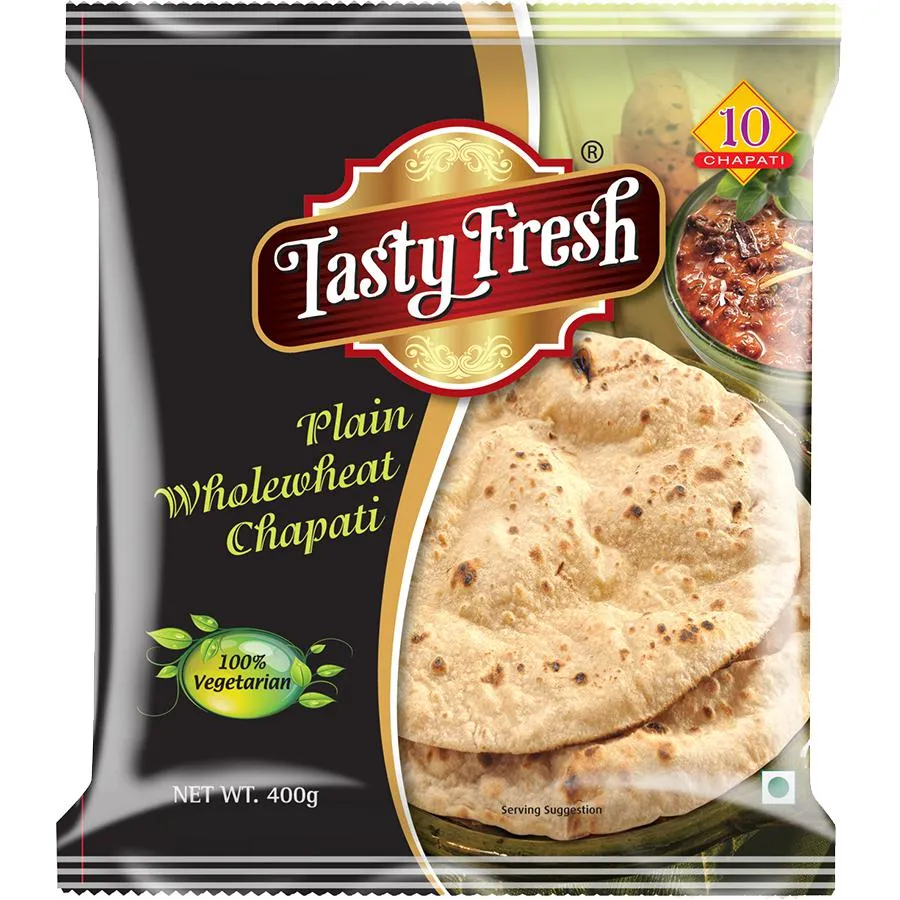 10
CHAPATI
®
Tasty Fresh
Plain
Wholewheat
Chapati
100%
Vegetarian
NET WT. 400g
Serving Suggestion